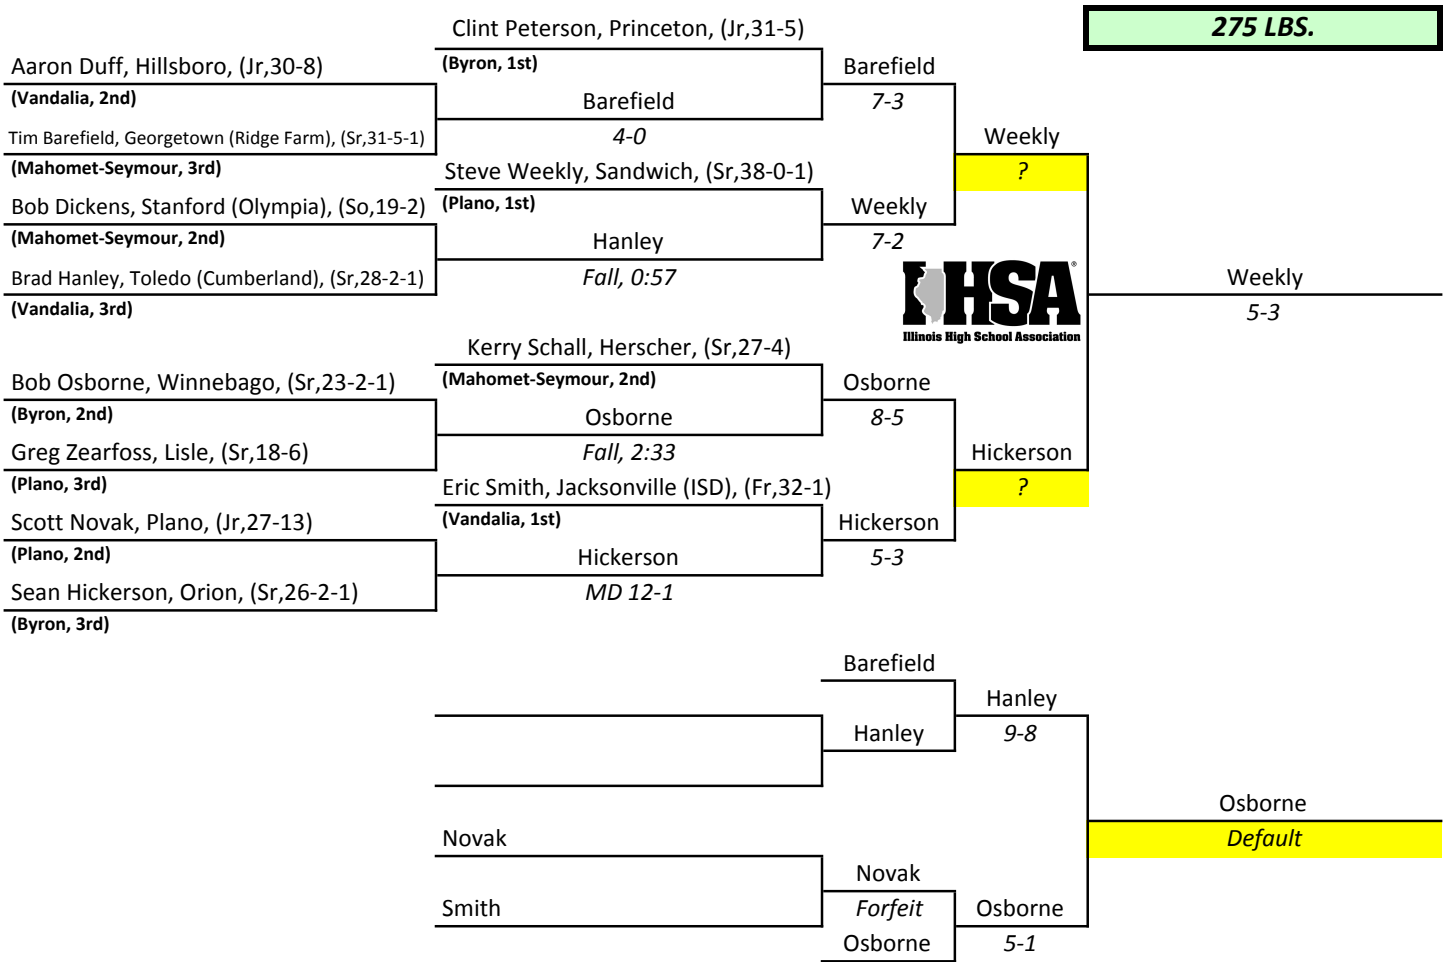 275 LBS.
Clint Peterson, Princeton, (Jr,31-5)
(Byron, 1st)
Aaron Duff, Hillsboro, (Jr,30-8)
(Vandalia, 2nd)
Barefield
7-3
Barefield
4-0
Tim Barefield, Georgetown (Ridge Farm), (Sr,31-5-1)
(Mahomet-Seymour, 3rd)
Weekly
?
Steve Weekly, Sandwich, (Sr,38-0-1)
(Plano, 1st)
Bob Dickens, Stanford (Olympia), (So,19-2)
(Mahomet-Seymour, 2nd)
Weekly
7-2
Hanley
Fall, 0:57
Brad Hanley, Toledo (Cumberland), (Sr,28-2-1)
(Vandalia, 3rd)
IHSA®
Illinois High School Association
Weekly
5-3
Kerry Schall, Herscher, (Sr,27-4)
(Mahomet-Seymour, 2nd)
Bob Osborne, Winnebago, (Sr,23-2-1)
(Byron, 2nd)
Osborne
8-5
Osborne
Fall, 2:33
Greg Zearfoss, Lisle, (Sr,18-6)
(Plano, 3rd)
Hickerson
?
Eric Smith, Jacksonville (ISD), (Fr,32-1)
(Vandalia, 1st)
Scott Novak, Plano, (Jr,27-13)
(Plano, 2nd)
Hickerson
5-3
Hickerson
MD 12-1
Sean Hickerson, Orion, (Sr,26-2-1)
(Byron, 3rd)
Barefield
Hanley
9-8
Hanley
Osborne
Default
Novak
Novak
Forfeit
Smith
Osborne
5-1
Osborne